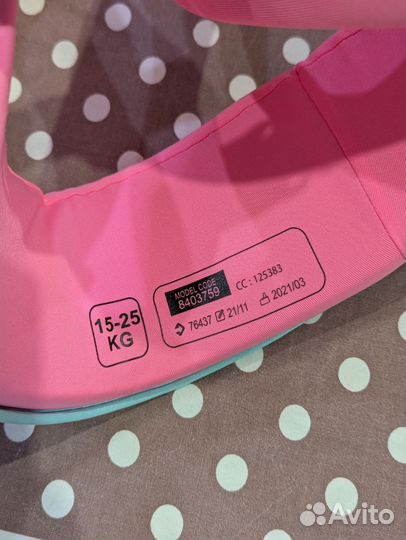 15-25
KG
MODEL CODE
8403759
CC : 125383
76437 21/11 2021/03
Avito